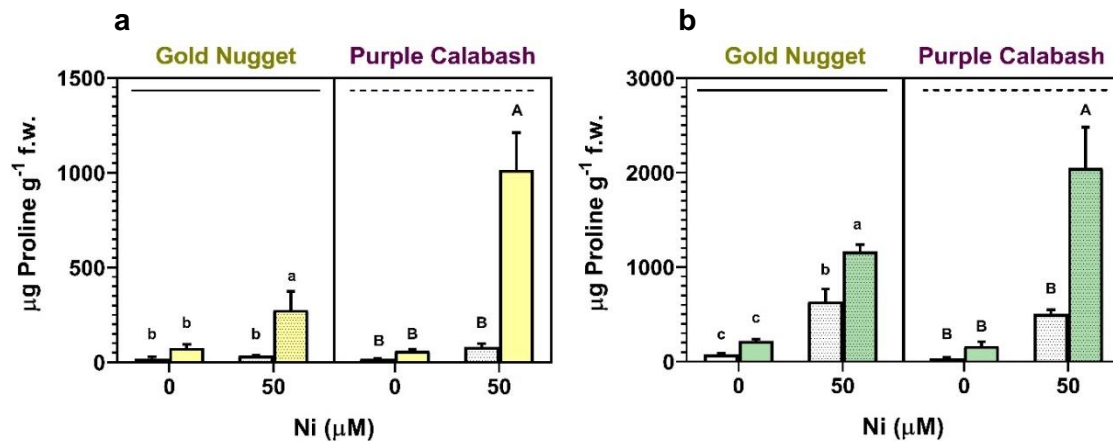 a
Gold Nugget Purple Calabash
µg Proline g-1 f.w.
1500
1000
500
0
b b b a
B B B A
0 50 0 50
Ni (µM)
b
Gold Nugget Purple Calabash
µg Proline g-1 f.w.
3000
2000
1000
0
c c b a
B B B A
0 50 0 50
Ni (µM)